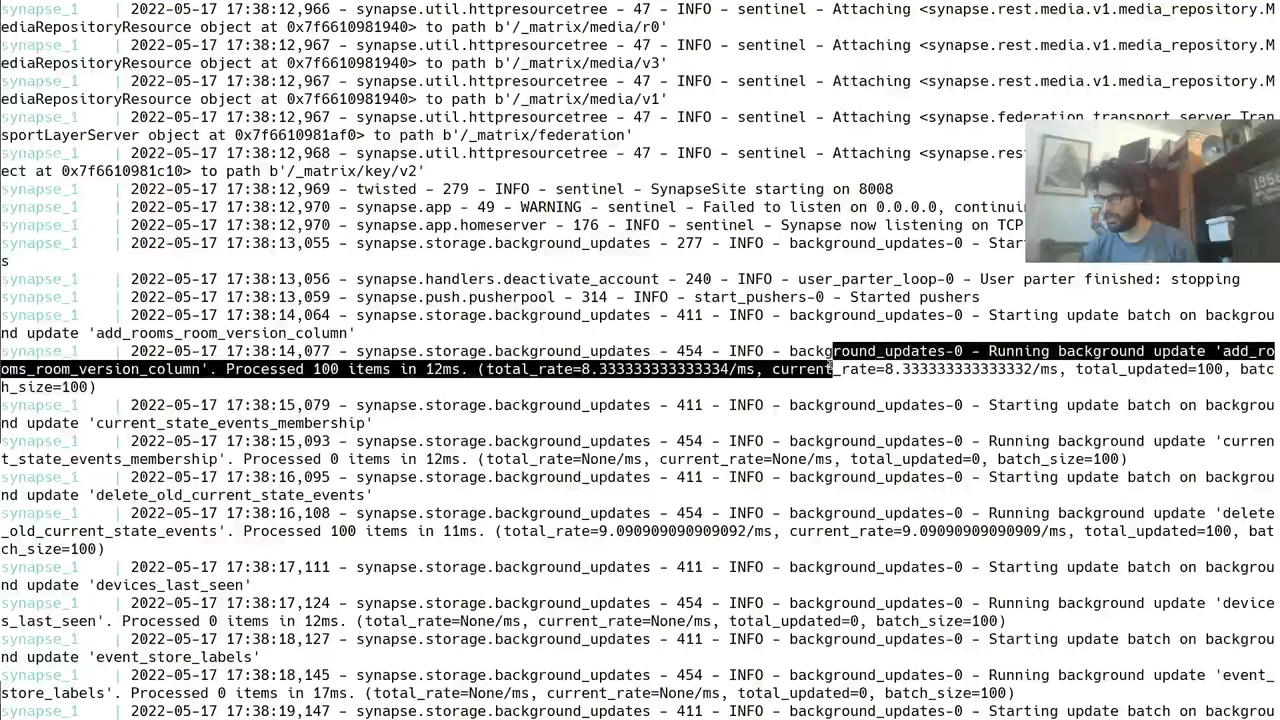 synapse_1    | 2022-05-17 17:38:12,966 - synapse.util.httpresourcetree - 47 - INFO - sentinel - Attaching <synapse.rest.media.v1.media_repository.M
ediaRepositoryResource object at 0x7f6610981940> to path b'/_matrix/media/r0'
synapse_1    | 2022-05-17 17:38:12,967 - synapse.util.httpresourcetree - 47 - INFO - sentinel - Attaching <synapse.rest.media.v1.media_repository.M
ediaRepositoryResource object at 0x7f6610981940> to path b'/_matrix/media/v3'
synapse_1    | 2022-05-17 17:38:12,967 - synapse.util.httpresourcetree - 47 - INFO - sentinel - Attaching <synapse.rest.media.v1.media_repository.M
ediaRepositoryResource object at 0x7f6610981940> to path b'/_matrix/media/v1'
synapse_1    | 2022-05-17 17:38:12,967 - synapse.util.httpresourcetree - 47 - INFO - sentinel - Attaching <synapse.federation.transport.server.Tran
sportLayerServer object at 0x7f6610981af0> to path b'/_matrix/federation'
synapse_1    | 2022-05-17 17:38:12,968 - synapse.util.httpresourcetree - 47 - INFO - sentinel - Attaching <synapse.res
ect at 0x7f6610981c10> to path b'/_matrix/key/v2'
synapse_1    | 2022-05-17 17:38:12,969 - twisted - 279 - INFO - sentinel - SynapseSite starting on 8008
synapse_1    | 2022-05-17 17:38:12,970 - synapse.app - 49 - WARNING - sentinel - Failed to listen on 0.0.0.0, continui
synapse_1    | 2022-05-17 17:38:12,970 - synapse.app.homeserver - 176 - INFO - sentinel - Synapse now listening on TCP
synapse_1    | 2022-05-17 17:38:13,055 - synapse.storage.background_updates - 277 - INFO - background_updates-0 - Star
s
synapse_1    | 2022-05-17 17:38:13,056 - synapse.handlers.deactivate_account - 240 - INFO - user_parter_loop-0 - User parter finished: stopping
synapse_1    | 2022-05-17 17:38:13,059 - synapse.push.pusherpool - 314 - INFO - start_pushers-0 - Started pushers
synapse_1    | 2022-05-17 17:38:14,064 - synapse.storage.background_updates - 411 - INFO - background_updates-0 - Starting update batch on backgrou
nd update 'add_rooms_room_version_column'
synapse_1    | 2022-05-17 17:38:14,077 - synapse.storage.background_updates - 454 - INFO - background_updates-0 - Running background update 'add_ro
oms_room_version_column'. Processed 100 items in 12ms. (total_rate=8.333333333333334/ms, current_rate=8.333333333333332/ms, total_updated=100, batc
h_size=100)
synapse_1    | 2022-05-17 17:38:15,079 - synapse.storage.background_updates - 411 - INFO - background_updates-0 - Starting update batch on backgrou
nd update 'current_state_events_membership'
synapse_1    | 2022-05-17 17:38:15,093 - synapse.storage.background_updates - 454 - INFO - background_updates-0 - Running background update 'curren
t_state_events_membership'. Processed 0 items in 12ms. (total_rate=None/ms, current_rate=None/ms, total_updated=0, batch_size=100)
synapse_1    | 2022-05-17 17:38:16,095 - synapse.storage.background_updates - 411 - INFO - background_updates-0 - Starting update batch on backgrou
nd update 'delete_old_current_state_events'
synapse_1    | 2022-05-17 17:38:16,108 - synapse.storage.background_updates - 454 - INFO - background_updates-0 - Running background update 'delete
_old_current_state_events'. Processed 100 items in 11ms. (total_rate=9.090909090909092/ms, current_rate=9.09090909090909/ms, total_updated=100, bat
ch_size=100)
synapse_1    | 2022-05-17 17:38:17,111 - synapse.storage.background_updates - 411 - INFO - background_updates-0 - Starting update batch on backgrou
nd update 'devices_last_seen'
synapse_1    | 2022-05-17 17:38:17,124 - synapse.storage.background_updates - 454 - INFO - background_updates-0 - Running background update 'device
s_last_seen'. Processed 0 items in 12ms. (total_rate=None/ms, current_rate=None/ms, total_updated=0, batch_size=100)
synapse_1    | 2022-05-17 17:38:18,127 - synapse.storage.background_updates - 411 - INFO - background_updates-0 - Starting update batch on backgrou
nd update 'event_store_labels'
synapse_1    | 2022-05-17 17:38:18,145 - synapse.storage.background_updates - 454 - INFO - background_updates-0 - Running background update 'event_
store_labels'. Processed 0 items in 17ms. (total_rate=None/ms, current_rate=None/ms, total_updated=0, batch_size=100)
synapse_1    | 2022-05-17 17:38:19,147 - synapse.storage.background_updates - 411 - INFO - background_updates-0 - Starting update batch on backgrou